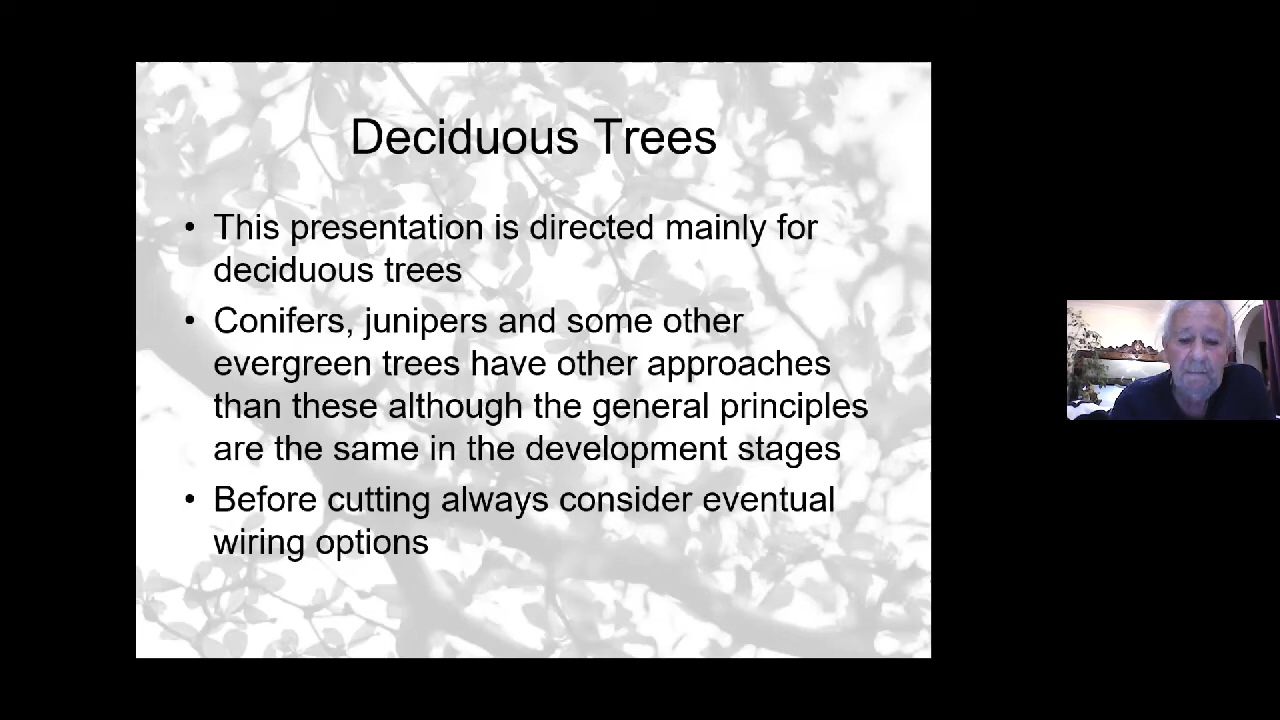 Deciduous Trees
• This presentation is directed mainly for
deciduous trees
• Conifers, junipers and some other
evergreen trees have other approaches
than these although the general principles
are the same in the development stages
• Before cutting always consider eventual
wiring options